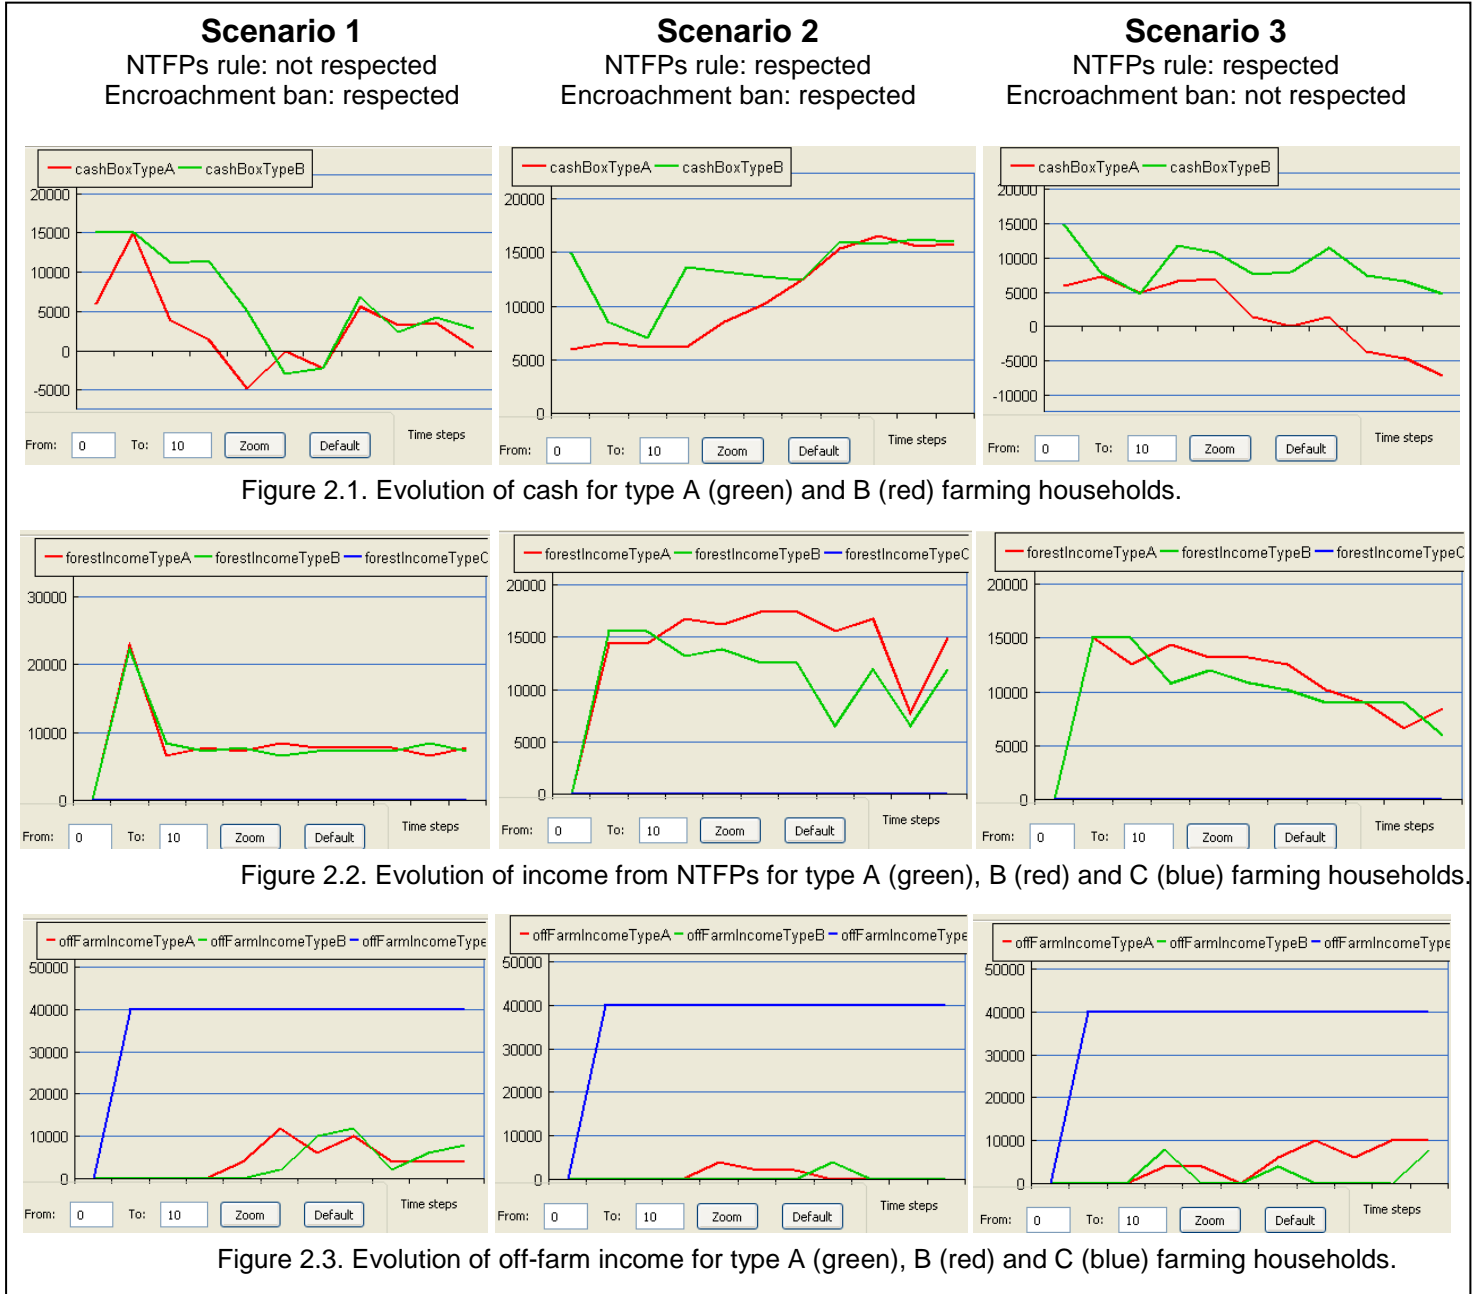 Scenario 1
NTFPs rule: not respected
Encroachment ban: respected
Scenario 2
NTFPs rule: respected
Encroachment ban: respected
Scenario 3
NTFPs rule: respected
Encroachment ban: not respected
cashBoxTypeA cashBoxTypeB
20000
15000
10000
5000
0
-5000
From: 0 To: 10 Zoom Default Time steps
cashBoxTypeA cashBoxTypeB
20000
15000
10000
5000
0
From: 0 To: 10 Zoom Default Time steps
cashBoxTypeA cashBoxTypeB
20000
15000
10000
5000
0
-5000
-10000
From: 0 To: 10 Zoom Default Time steps
Figure 2.1. Evolution of cash for type A (green) and B (red) farming households.
forestIncomeTypeA forestIncomeTypeB forestIncomeTypeC
30000
20000
10000
0
From: 0 To: 10 Zoom Default Time steps
forestIncomeTypeA forestIncomeTypeB forestIncomeTypeC
20000
15000
10000
5000
0
From: 0 To: 10 Zoom Default Time steps
forestIncomeTypeA forestIncomeTypeB forestIncomeTypeC
20000
15000
10000
5000
0
From: 0 To: 10 Zoom Default Time steps
Figure 2.2. Evolution of income from NTFPs for type A (green), B (red) and C (blue) farming households.
offFarmIncomeTypeA offFarmIncomeTypeB offFarmIncomeType
50000
40000
30000
20000
10000
0
From: 0 To: 10 Zoom Default Time steps
offFarmIncomeTypeA offFarmIncomeTypeB offFarmIncomeType
50000
40000
30000
20000
10000
0
From: 0 To: 10 Zoom Default Time steps
offFarmIncomeTypeA offFarmIncomeTypeB offFarmIncomeType
50000
40000
30000
20000
10000
0
From: 0 To: 10 Zoom Default Time steps
Figure 2.3. Evolution of off-farm income for type A (green), B (red) and C (blue) farming households.